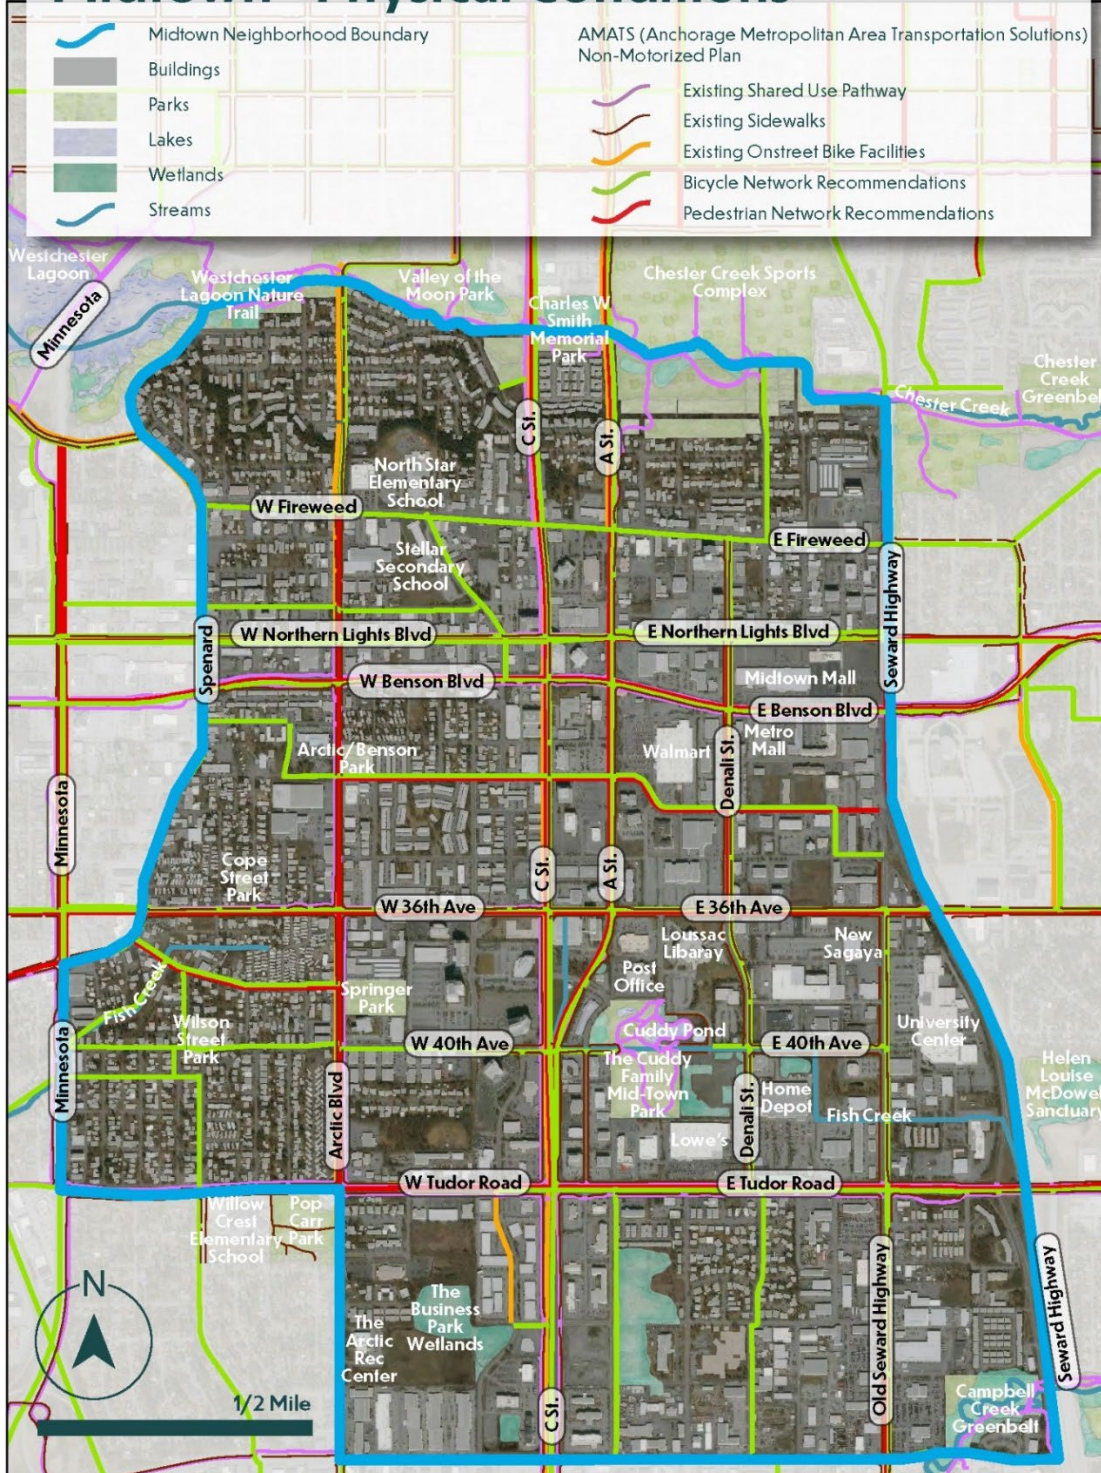 Midtown - Physical Conditions
Midtown Neighborhood Boundary
Buildings
Parks
Lakes
Wetlands
Streams
AMATS (Anchorage Metropolitan Area Transportation Solutions)
Non-Motorized Plan
Existing Shared Use Pathway
Existing Sidewalks
Existing Onstreet Bike Facilities
Bicycle Network Recommendations
Pedestrian Network Recommendations
Westchester
Lagoon
Minnesota
Westchester
Lagoon Nature
Trail
Valley of the
Moon Park
Charles W
Smith
Memorial
Park
Chester Creek Sports
Complex
Chester
Creek
Greenbel
Chester Creek
C St.
A St.
North Star
Elementary
School
W Fireweed
E Fireweed
Stellar
Secondary
School
Seward Highway
Spenard
W Northern Lights Blvd
E Northern Lights Blvd
W Benson Blvd
Midtown Mall
E Benson Blvd
Arctic/Benson
Park
Walmart
Metro
Mall
Denali St.
Minnesota
Cope
Street
Park
C St.
A St.
W 36th Ave
E 36th Ave
Loussac
Libaray
New
Sagaya
Post
Office
Fish Creek
Springer
Park
Wilson
Street
Park
Cuddy Pond
University
Center
W 40th Ave
E 40th Ave
Minnesota
Arctic Blvd
The Cuddy
Family
Mid-Town
Park
Denali St.
Home
Depot
Fish Creek
Helen
Louise
McDowel
Sanctuary
Lowe's
W Tudor Road
E Tudor Road
Willow
Crest
Elementary
School
Pop
Carr
Park
N
The
Business
Park
Wetlands
The
Arctic
Rec
Center
Old Seward Highway
Seward Highway
1/2 Mile
C St.
Campbell
Creek
Greenbelt